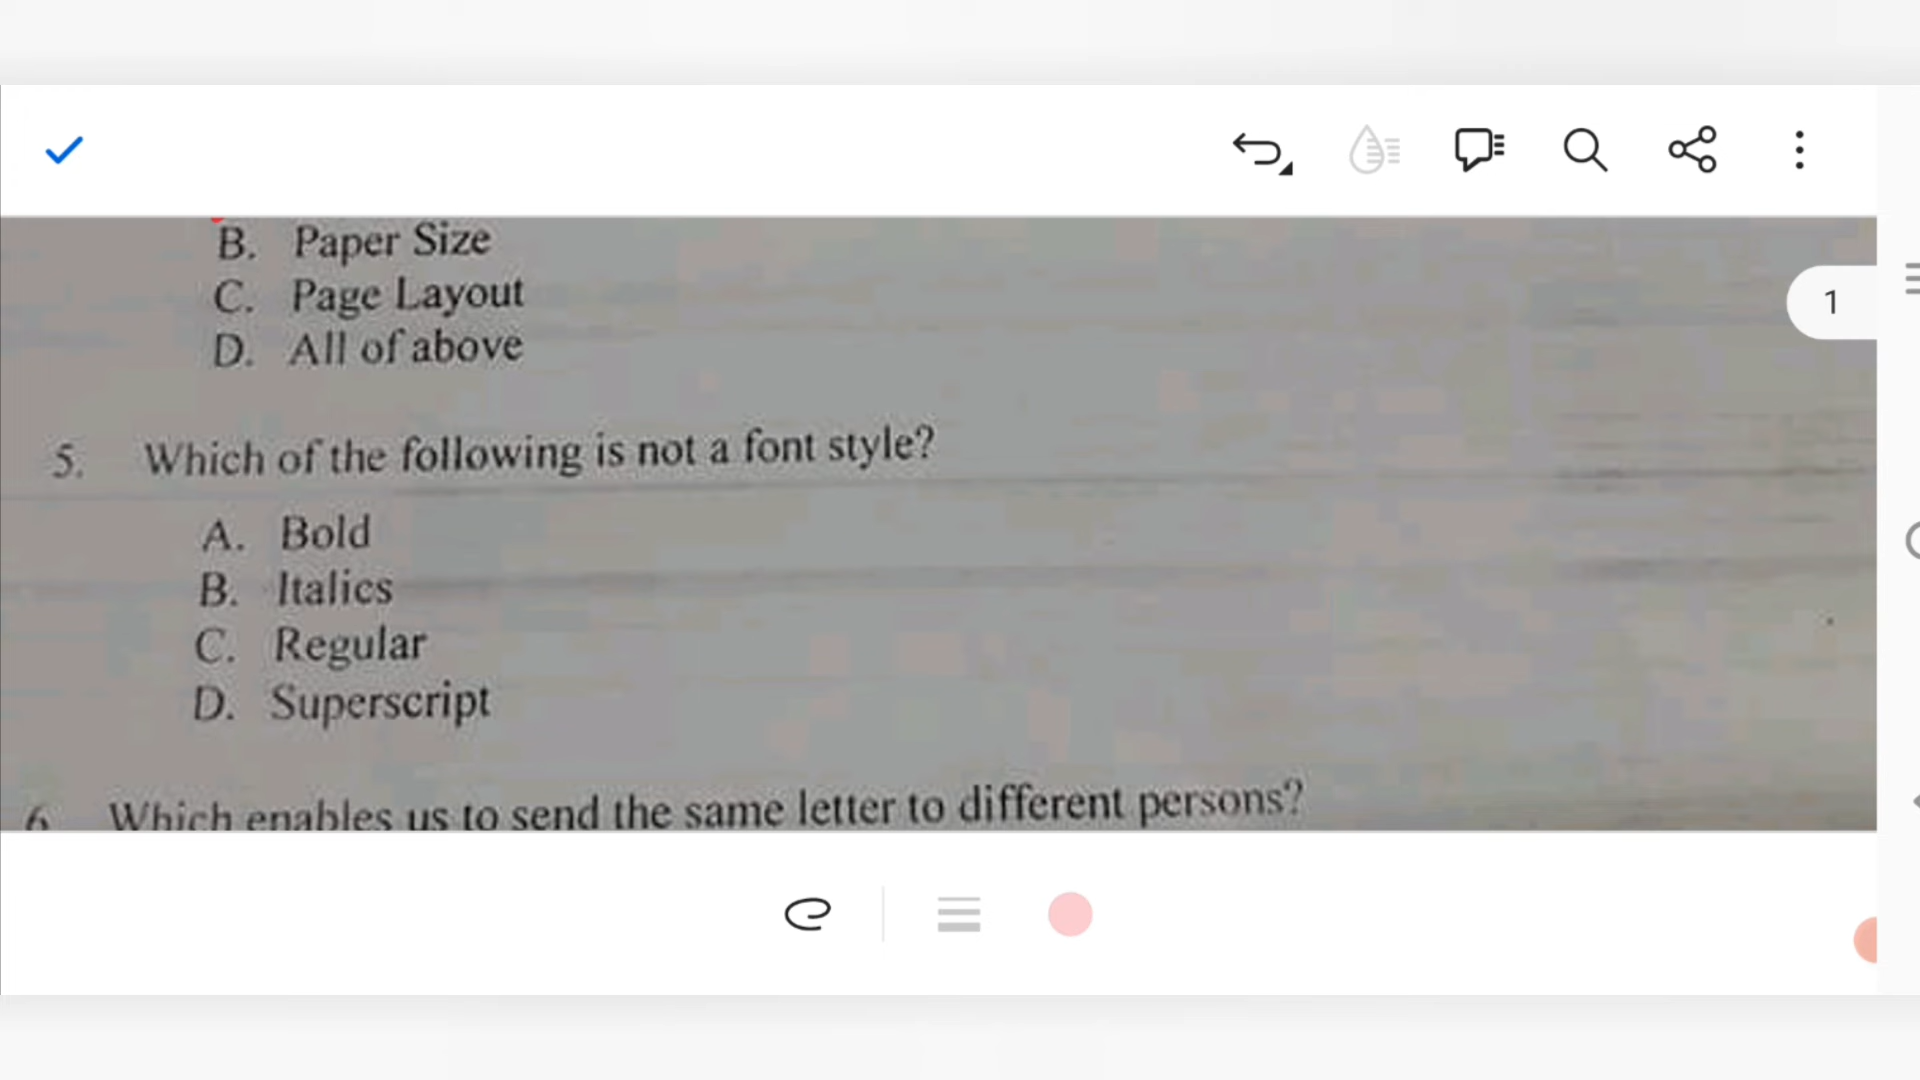 B. Paper Size
C. Page Layout
D. All of above
1
5. Which of the following is not a font style?
A. Bold
B. Italics
C. Regular
D. Superscript
6 Which enables us to send the same letter to different persons?